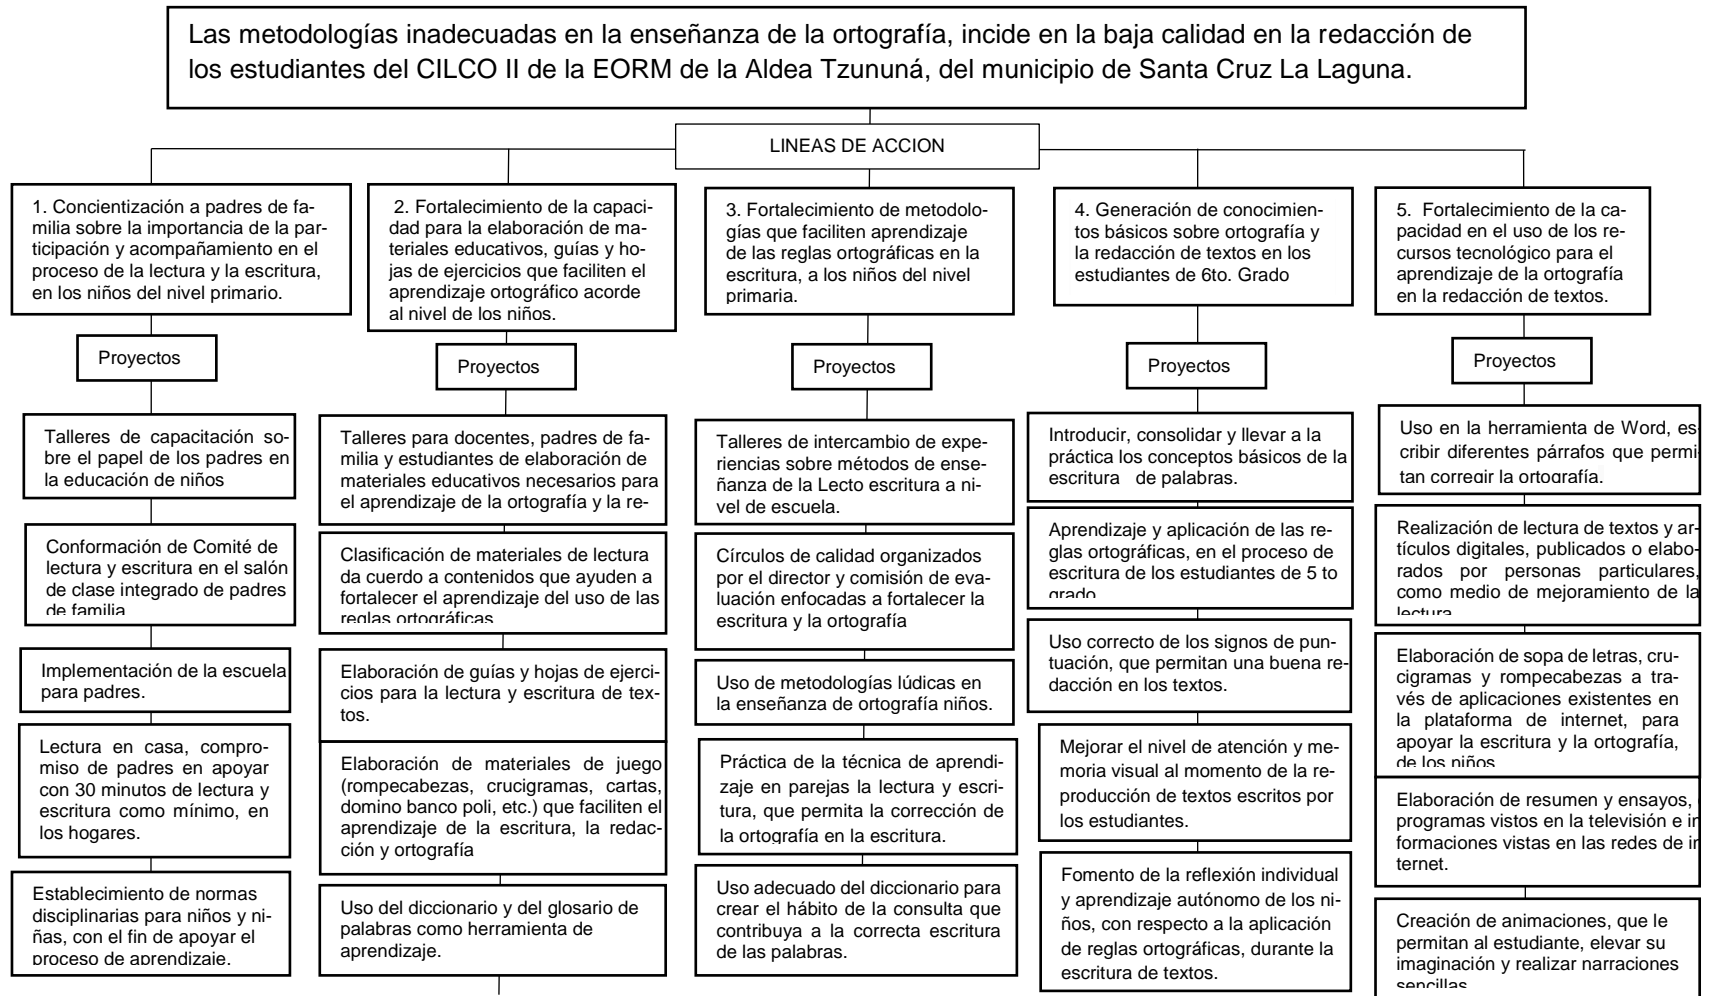 Las metodologías inadecuadas en la enseñanza de la ortografía, incide en la baja calidad en la redacción de
los estudiantes del CILCO II de la EORM de la Aldea Tzununá, del municipio de Santa Cruz La Laguna.
LINEAS DE ACCION
1. Concientización a padres de fa-
milia sobre la importancia de la par-
ticipación y acompañamiento en el
proceso de la lectura y la escritura,
en los niños del nivel primario.
2. Fortalecimiento de la capaci-
dad para la elaboración de ma-
teriales educativos, guías y ho-
jas de ejercicios que faciliten el
aprendizaje ortográfico acorde
al nivel de los niños.
3. Fortalecimiento de metodolo-
gías que faciliten aprendizaje
de las reglas ortográficas en la
escritura, a los niños del nivel
primaria.
4. Generación de conocimien-
tos básicos sobre ortografía y
la redacción de textos en los
estudiantes de 6to. Grado
5. Fortalecimiento de la ca-
pacidad en el uso de los re-
cursos tecnológico para el
aprendizaje de la ortografía
en la redacción de textos.
Proyectos
Proyectos
Proyectos
Proyectos
Proyectos
Talleres de capacitación so-
bre el papel de los padres en
la educación de niños
Conformación de Comité de
lectura y escritura en el salón
de clase integrado de padres
de familia
Implementación de la escuela
para padres.
Lectura en casa, compro-
miso de padres en apoyar
con 30 minutos de lectura y
escritura como mínimo, en
los hogares.
Establecimiento de normas
disciplinarias para niños y ni-
ñas, con el fin de apoyar el
proceso de aprendizaje.
Talleres para docentes, padres de fa-
milia y estudiantes de elaboración de
materiales educativos necesarios para
el aprendizaje de la ortografía y la re-
Clasificación de materiales de lectura
da cuerdo a contenidos que ayuden a
fortalecer el aprendizaje del uso de las
reglas ortográficas
Elaboración de guías y hojas de ejerci-
cios para la lectura y escritura de tex-
tos.
Elaboración de materiales de juego
(rompecabezas, crucigramas, cartas,
domino banco poli, etc.) que faciliten el
aprendizaje de la escritura, la redac-
ción y ortografía
Uso del diccionario y del glosario de
palabras como herramienta de
aprendizaje.
Talleres de intercambio de expe-
riencias sobre métodos de ense-
ñanza de la Lecto escritura a ni-
vel de escuela.
Círculos de calidad organizados
por el director y comisión de eva-
luación enfocadas a fortalecer la
escritura y la ortografía
Uso de metodologías lúdicas en
la enseñanza de ortografía niños.
Práctica de la técnica de aprendi-
zaje en parejas la lectura y escri-
tura, que permita la corrección de
la ortografía en la escritura.
Uso adecuado del diccionario para
crear el hábito de la consulta que
contribuya a la correcta escritura
de las palabras.
Introducir, consolidar y llevar a la
práctica los conceptos básicos de la
escritura de palabras.
Aprendizaje y aplicación de las re-
glas ortográficas, en el proceso de
escritura de los estudiantes de 5 to
grado
Uso correcto de los signos de pun-
tuación, que permitan una buena re-
dacción en los textos.
Mejorar el nivel de atención y me-
moria visual al momento de la re-
producción de textos escritos por
los estudiantes.
Fomento de la reflexión individual
y aprendizaje autónomo de los ni-
ños, con respecto a la aplicación
de reglas ortográficas, durante la
escritura de textos.
Uso en la herramienta de Word, es
cribir diferentes párrafos que permi
tan corregir la ortografía.
Realización de lectura de textos y ar-
tículos digitales, publicados o elabo-
rados por personas particulares,
como medio de mejoramiento de la
lectura
Elaboración de sopa de letras, cru-
cigramas y rompecabezas a tra-
vés de aplicaciones existentes en
la plataforma de internet, para
apoyar la escritura y la ortografía,
de los niños
Elaboración de resumen y ensayos,
programas vistos en la televisión e in
formaciones vistas en las redes de in
ternet.
Creación de animaciones, que le
permitan al estudiante, elevar su
imaginación y realizar narraciones
sencillas